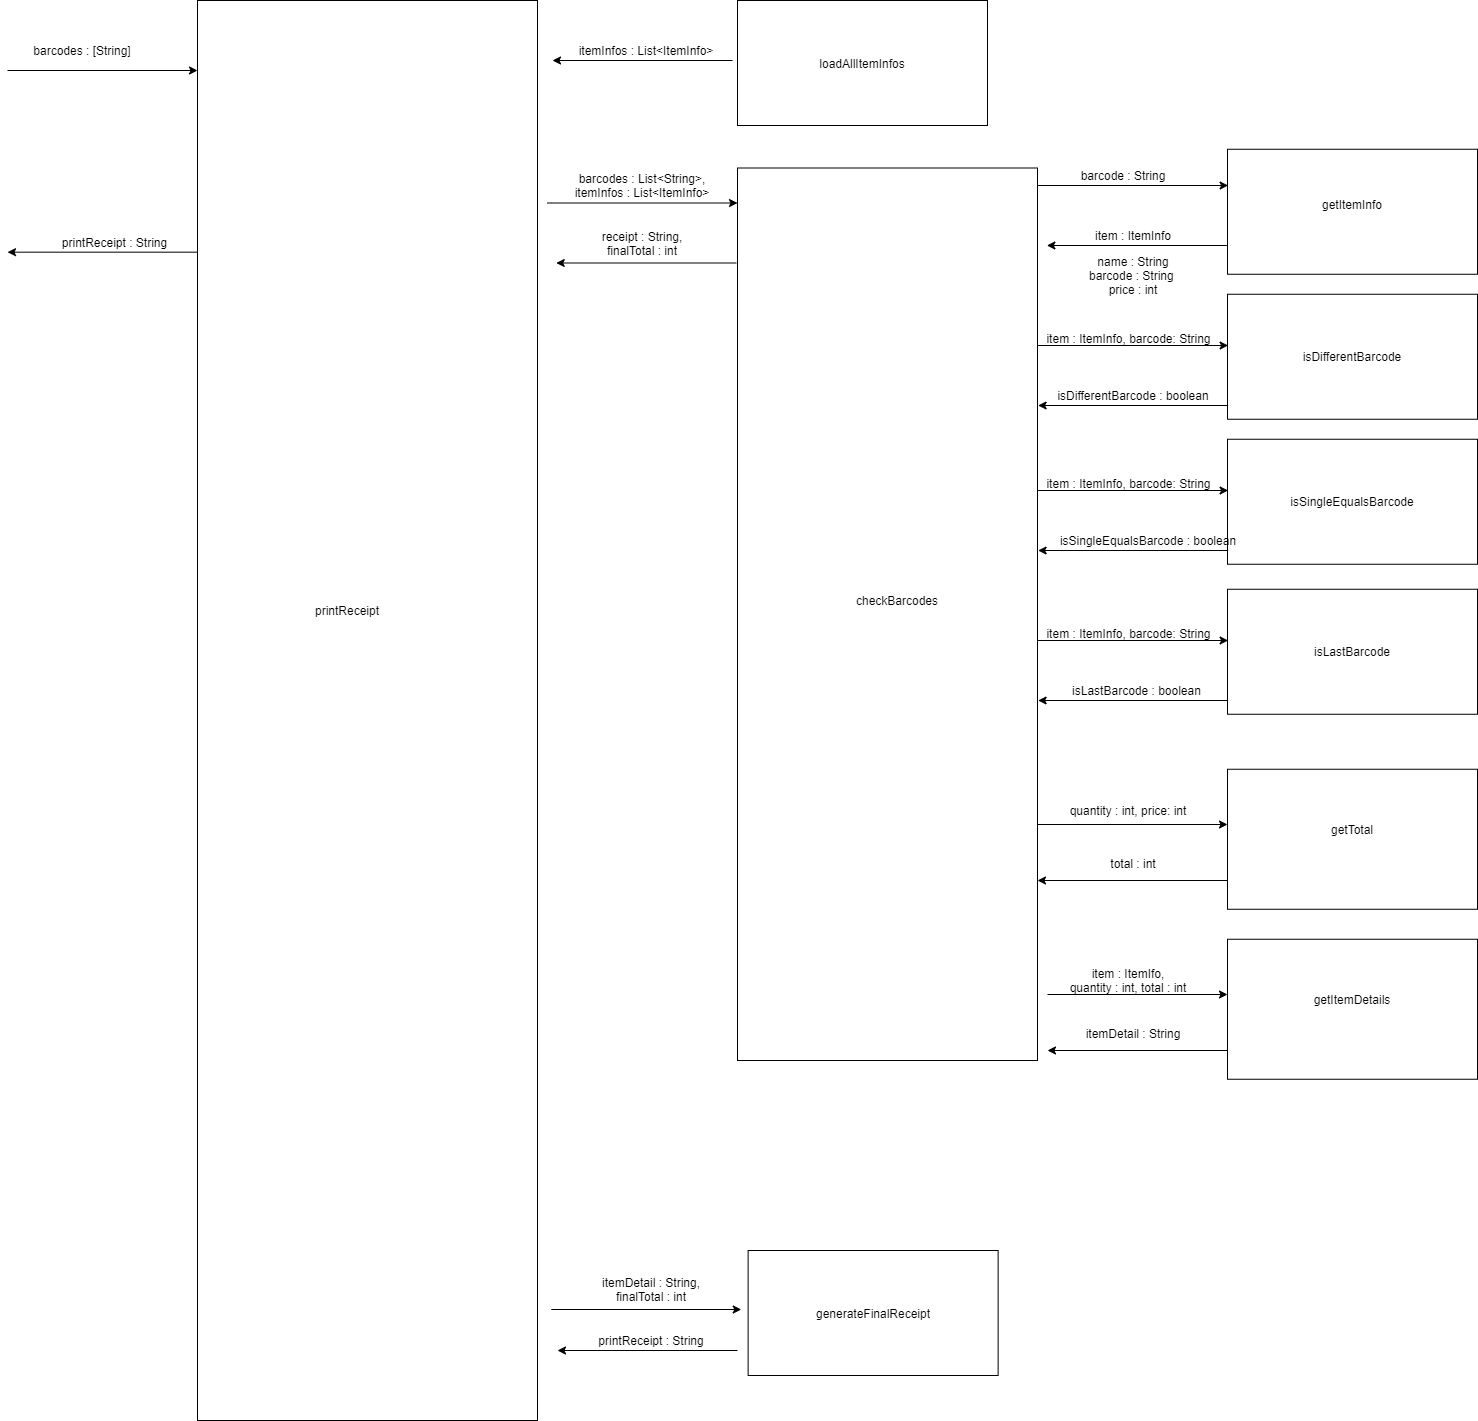 barcodes : [String]
itemInfos : List<ItemInfo>
loadAllItemInfos
barcodes : List<String>,
itemInfos : List<ItemInfo>
barcode : String
getItemInfo
printReceipt : String
receipt : String,
finalTotal : int
item : ItemInfo
name : String
barcode : String
price : int
item : ItemInfo, barcode: String
isDifferentBarcode
isDifferentBarcode : boolean
item : ItemInfo, barcode: String
isSingleEqualsBarcode
isSingleEqualsBarcode : boolean
printReceipt
checkBarcodes
item : ItemInfo, barcode: String
isLastBarcode
isLastBarcode : boolean
quantity : int, price: int
getTotal
total : int
item : ItemIfo,
quantity : int, total : int
getItemDetails
itemDetail : String
itemDetail : String,
finalTotal : int
generateFinalReceipt
printReceipt : String